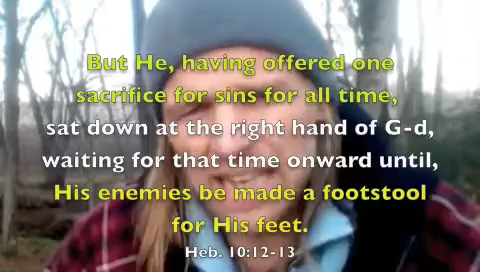 But He, having offered one
sacrifice for sins for all time,
sat down at the right hand of G-d,
waiting for that time onward until,
His enemies be made a footstool
for His feet.
Heb. 10:12-13